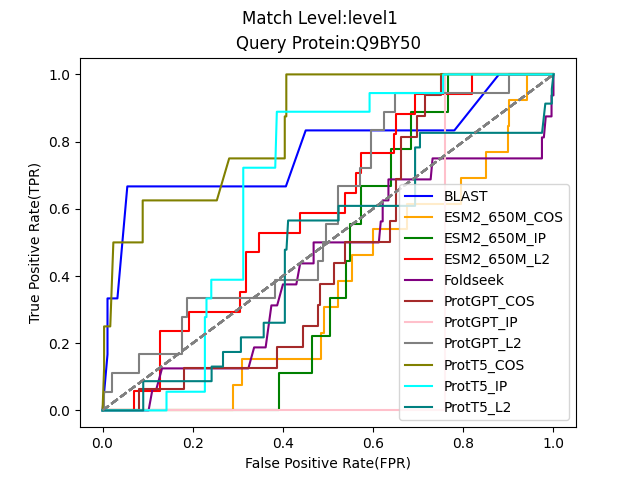 Match Level:level1
Query Protein:Q9BY50
True Positive Rate(TPR)
1.0
0.8
0.6
0.4
0.2
0.0
0.0 0.2 0.4 0.6 0.8 1.0
False Positive Rate(FPR)
BLAST
ESM2_650M_COS
ESM2_650M_IP
ESM2_650M_L2
Foldseek
ProtGPT_COS
ProtGPT_IP
ProtGPT_L2
ProtT5_COS
ProtT5_IP
ProtT5_L2